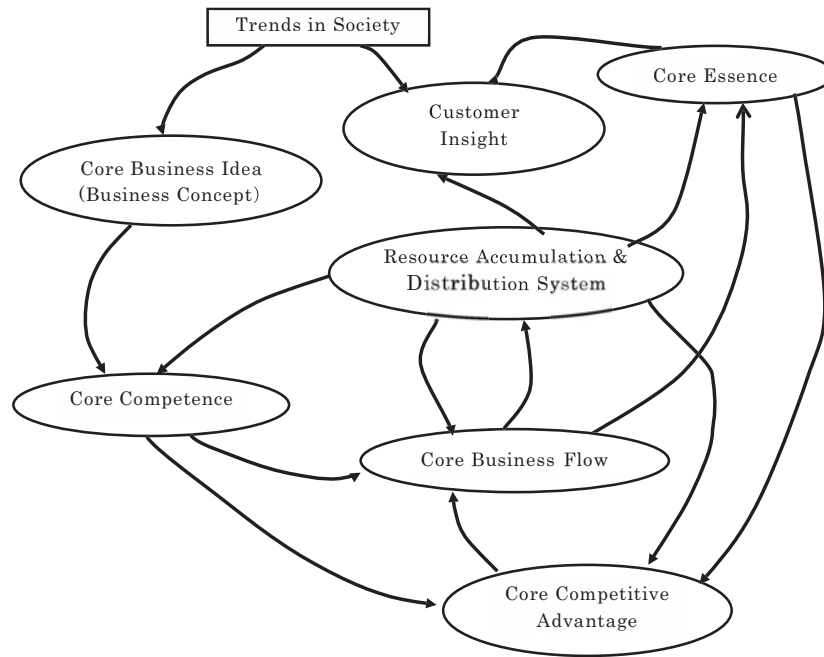 Trends in Society
Core Essence
Customer
Insight
Core Business Idea
(Business Concept)
Resource Accumulation &
Distribution System
Core Competence
Core Business Flow
Core Competitive
Advantage